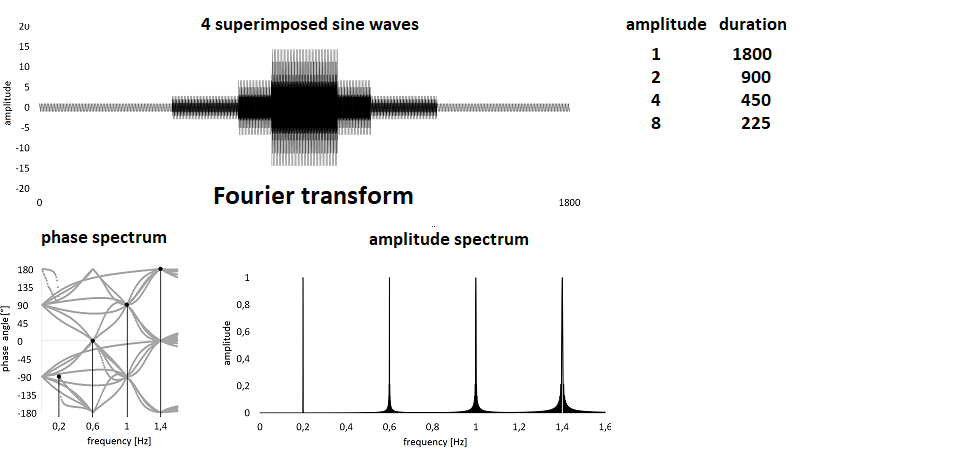 4 superimposed sine waves
amplitude duration
1 1800
2 900
4 450
8 225
amplitude
20
15
10
5
0
-5
-10
-15
-20
0 1800
Fourier transform
phase spectrum
phase angle [°]
180
135
90
45
0
-45
-90
-135
-180
0,2 0,6 1 1,4
frequency [Hz]
amplitude spectrum
amplitude
1
0,8
0,6
0,4
0,2
0
0 0,2 0,4 0,6 0,8 1 1,2 1,4 1,6
frequency [Hz]